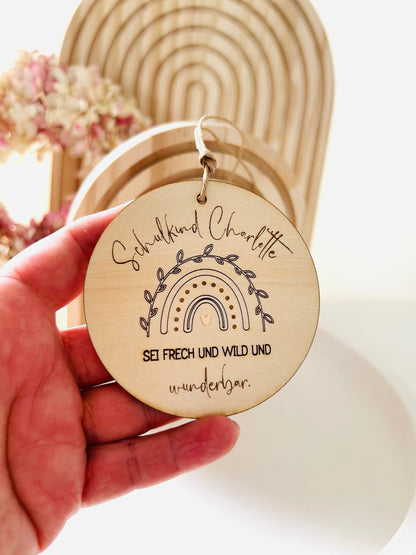 Schulkind Charlotte
SEI FRECH UND WILD UND
wunderbar.